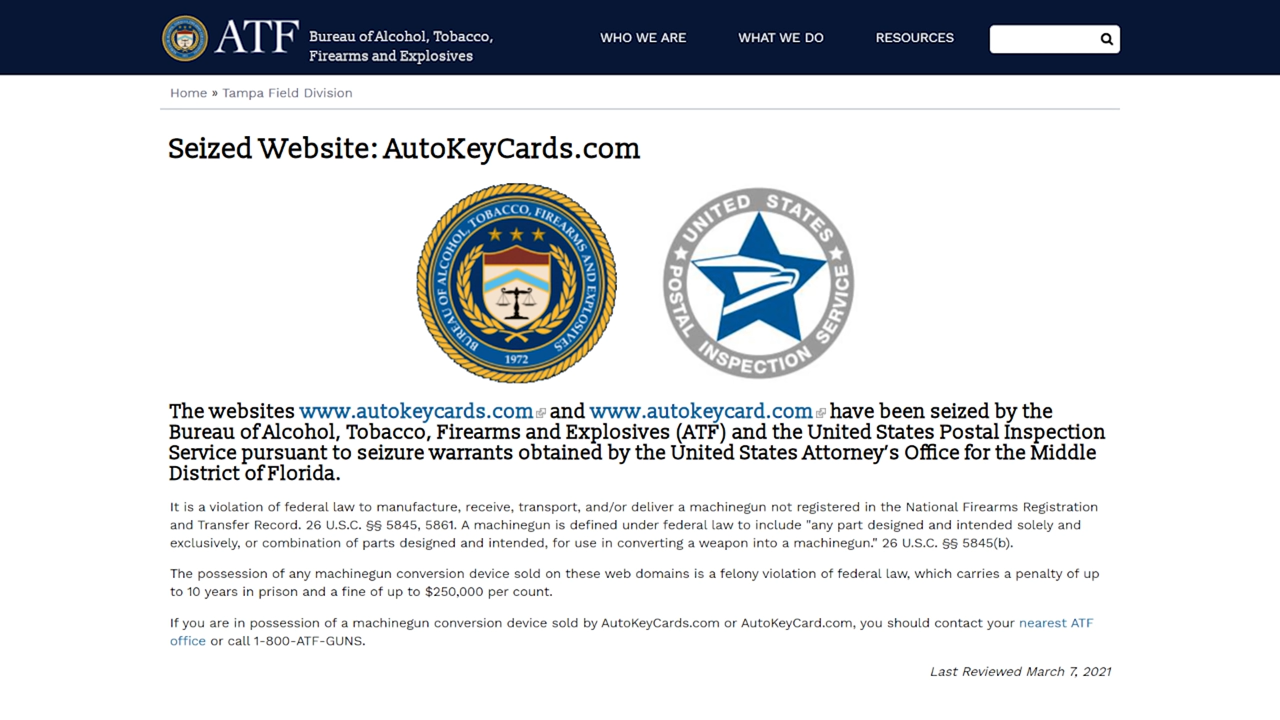 ATF
Bureau of Alcohol, Tobacco,
Firearms and Explosives
WHO WE ARE
WHAT WE DO
RESOURCES
Home » Tampa Field Division
Seized Website: AutoKeyCards.com
BUREAU OF ALCOHOL, TOBACCO, FIREARMS AND EXPLOSIVES
1972
UNITED STATES
POSTAL INSPECTION SERVICE
The websites www.autokeycards.com and www.autokeycard.com have been seized by the
Bureau of Alcohol, Tobacco, Firearms and Explosives (ATF) and the United States Postal Inspection
Service pursuant to seizure warrants obtained by the United States Attorney’s Office for the Middle
District of Florida.
It is a violation of federal law to manufacture, receive, transport, and/or deliver a machinegun not registered in the National Firearms Registration
and Transfer Record. 26 U.S.C. §§ 5845, 5861. A machinegun is defined under federal law to include "any part designed and intended solely and
exclusively, or combination of parts designed and intended, for use in converting a weapon into a machinegun.” 26 U.S.C. §§ 5845(b).
The possession of any machinegun conversion device sold on these web domains is a felony violation of federal law, which carries a penalty of up
to 10 years in prison and a fine of up to $250,000 per count.
If you are in possession of a machinegun conversion device sold by AutoKeyCards.com or AutoKeyCard.com, you should contact your nearest ATF
office or call 1-800-ATF-GUNS.
Last Reviewed March 7, 2021